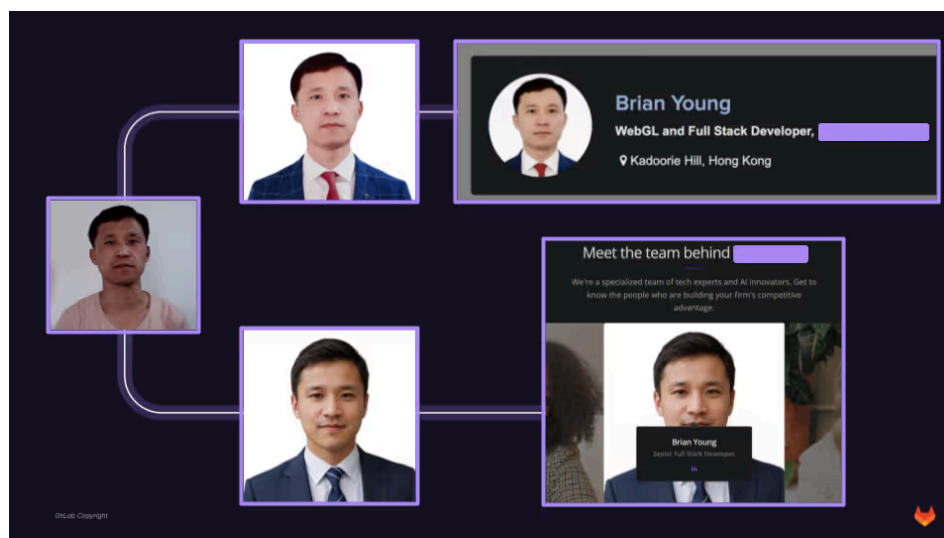 Brian Young
WebGL and Full Stack Developer,
Kadoorie Hill, Hong Kong
Meet the team behind
We're a specialized team of tech experts and AI innovators. Get to
know the people who are building your firm's competitive
advantage.
Brian Young
Senior Full Stack Developer
in
GitLab Copyright